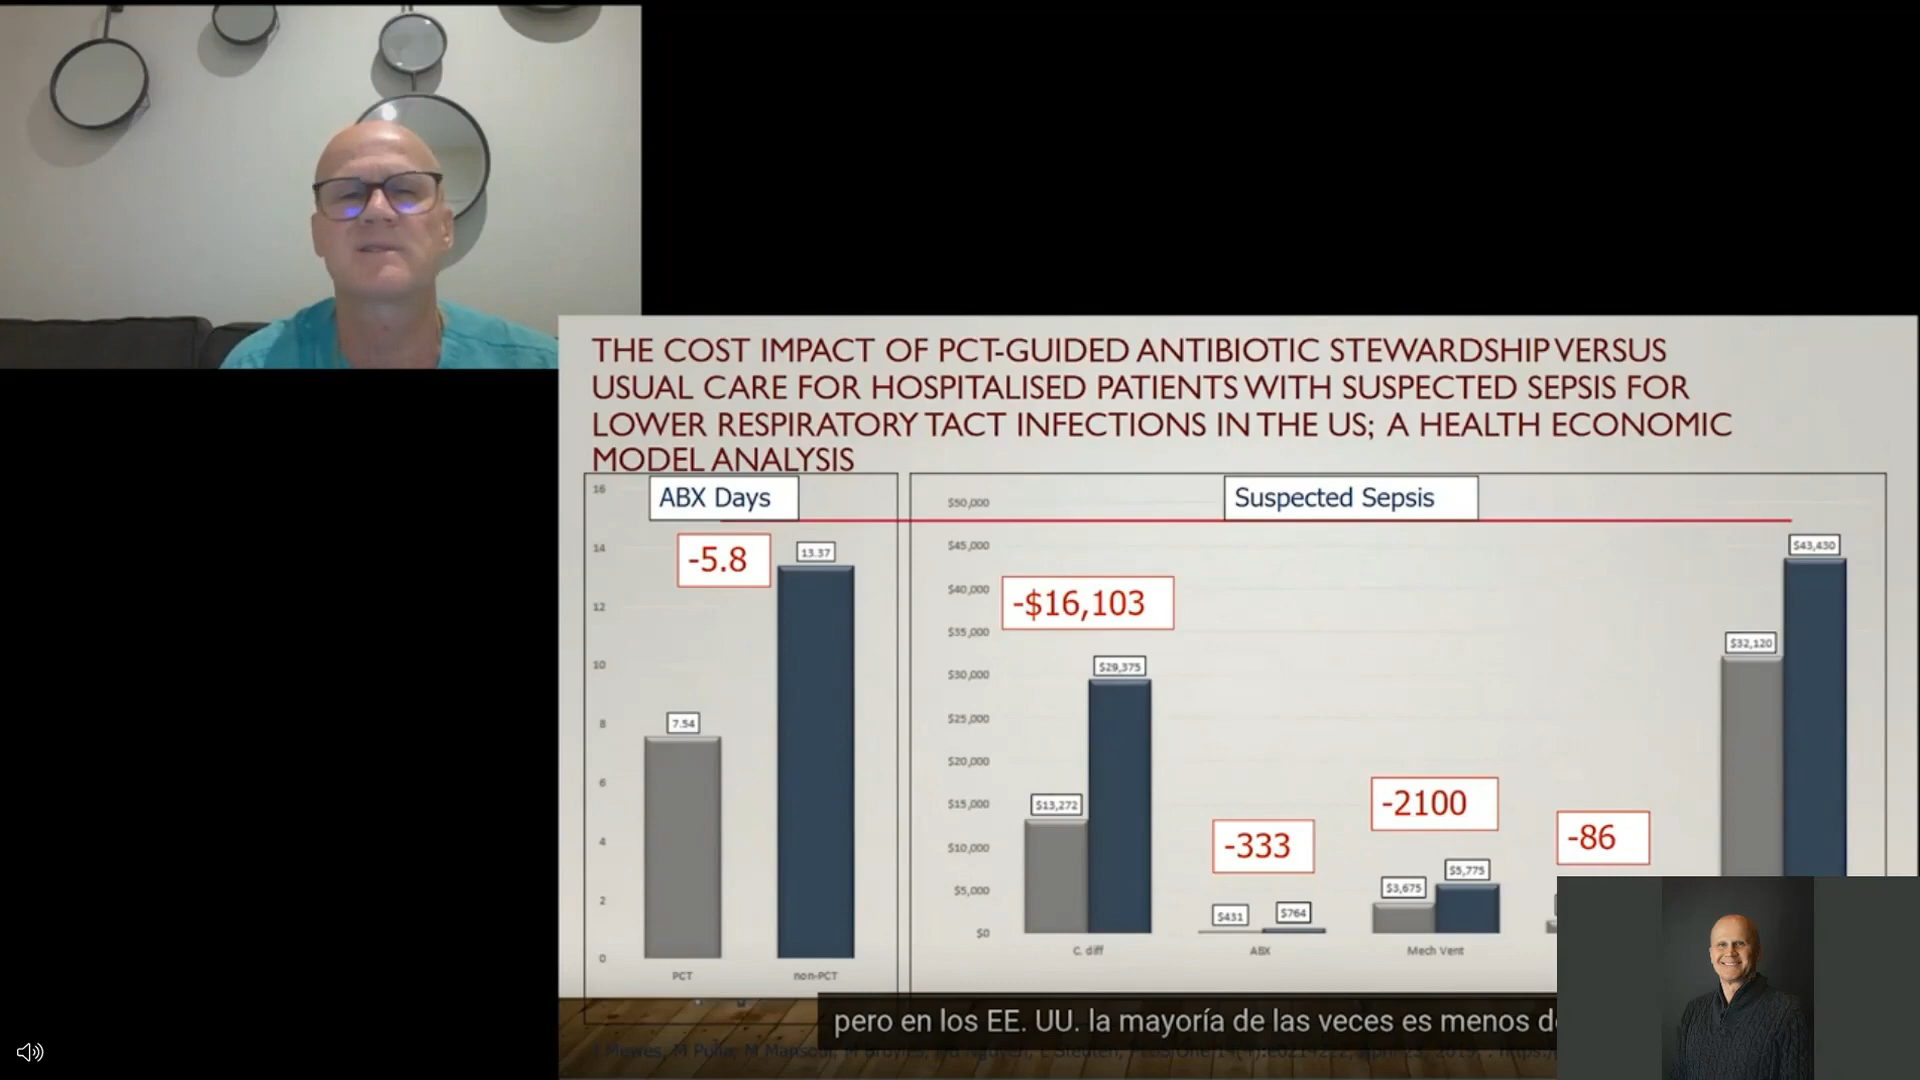 THE COST IMPACT OF PCT-GUIDED ANTIBIOTIC STEWARDSHIP VERSUS
USUAL CARE FOR HOSPITALISED PATIENTS WITH SUSPECTED SEPSIS FOR
LOWER RESPIRATORY TACT INFECTIONS IN THE US; A HEALTH ECONOMIC
MODEL ANALYSIS
ABX Days
16
14
12
10
8
6
4
2
0
-5.8
13.37
7.54
PCT
non-PCT
Suspected Sepsis
$50,000
$45,000
$40,000
$35,000
$30,000
$25,000
$20,000
$15,000
$10,000
$5,000
$0
-$16,103
$29,375
$13,272
-333
$431
$764
-2100
$3,675
$5,775
-86
$32,120
$43,430
C. diff
ABX
Mech Vent
pero en los EE. UU. la mayoría de las veces es menos